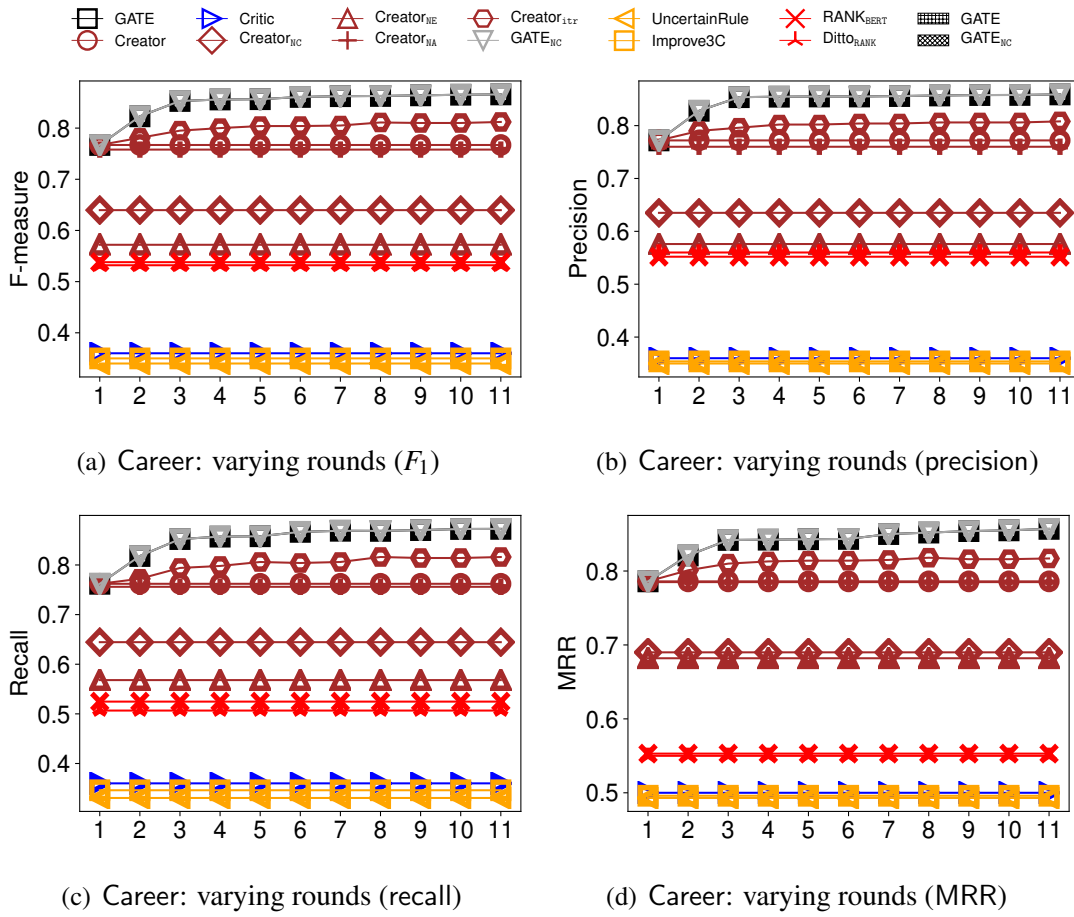 GATE Critic Creator_NE Creator_itr UncertainRule RANK_BERT GATE
Creator Creator_NC Creator_NA GATE_NC Improve3C Ditto_RANK GATE_NC
F-measure
0.8
0.7
0.6
0.5
0.4
1 2 3 4 5 6 7 8 9 10 11
(a) Career: varying rounds (F_1)
Precision
0.8
0.7
0.6
0.5
0.4
1 2 3 4 5 6 7 8 9 10 11
(b) Career: varying rounds (precision)
Recall
0.8
0.7
0.6
0.5
0.4
1 2 3 4 5 6 7 8 9 10 11
(c) Career: varying rounds (recall)
MRR
0.8
0.7
0.6
0.5
1 2 3 4 5 6 7 8 9 10 11
(d) Career: varying rounds (MRR)